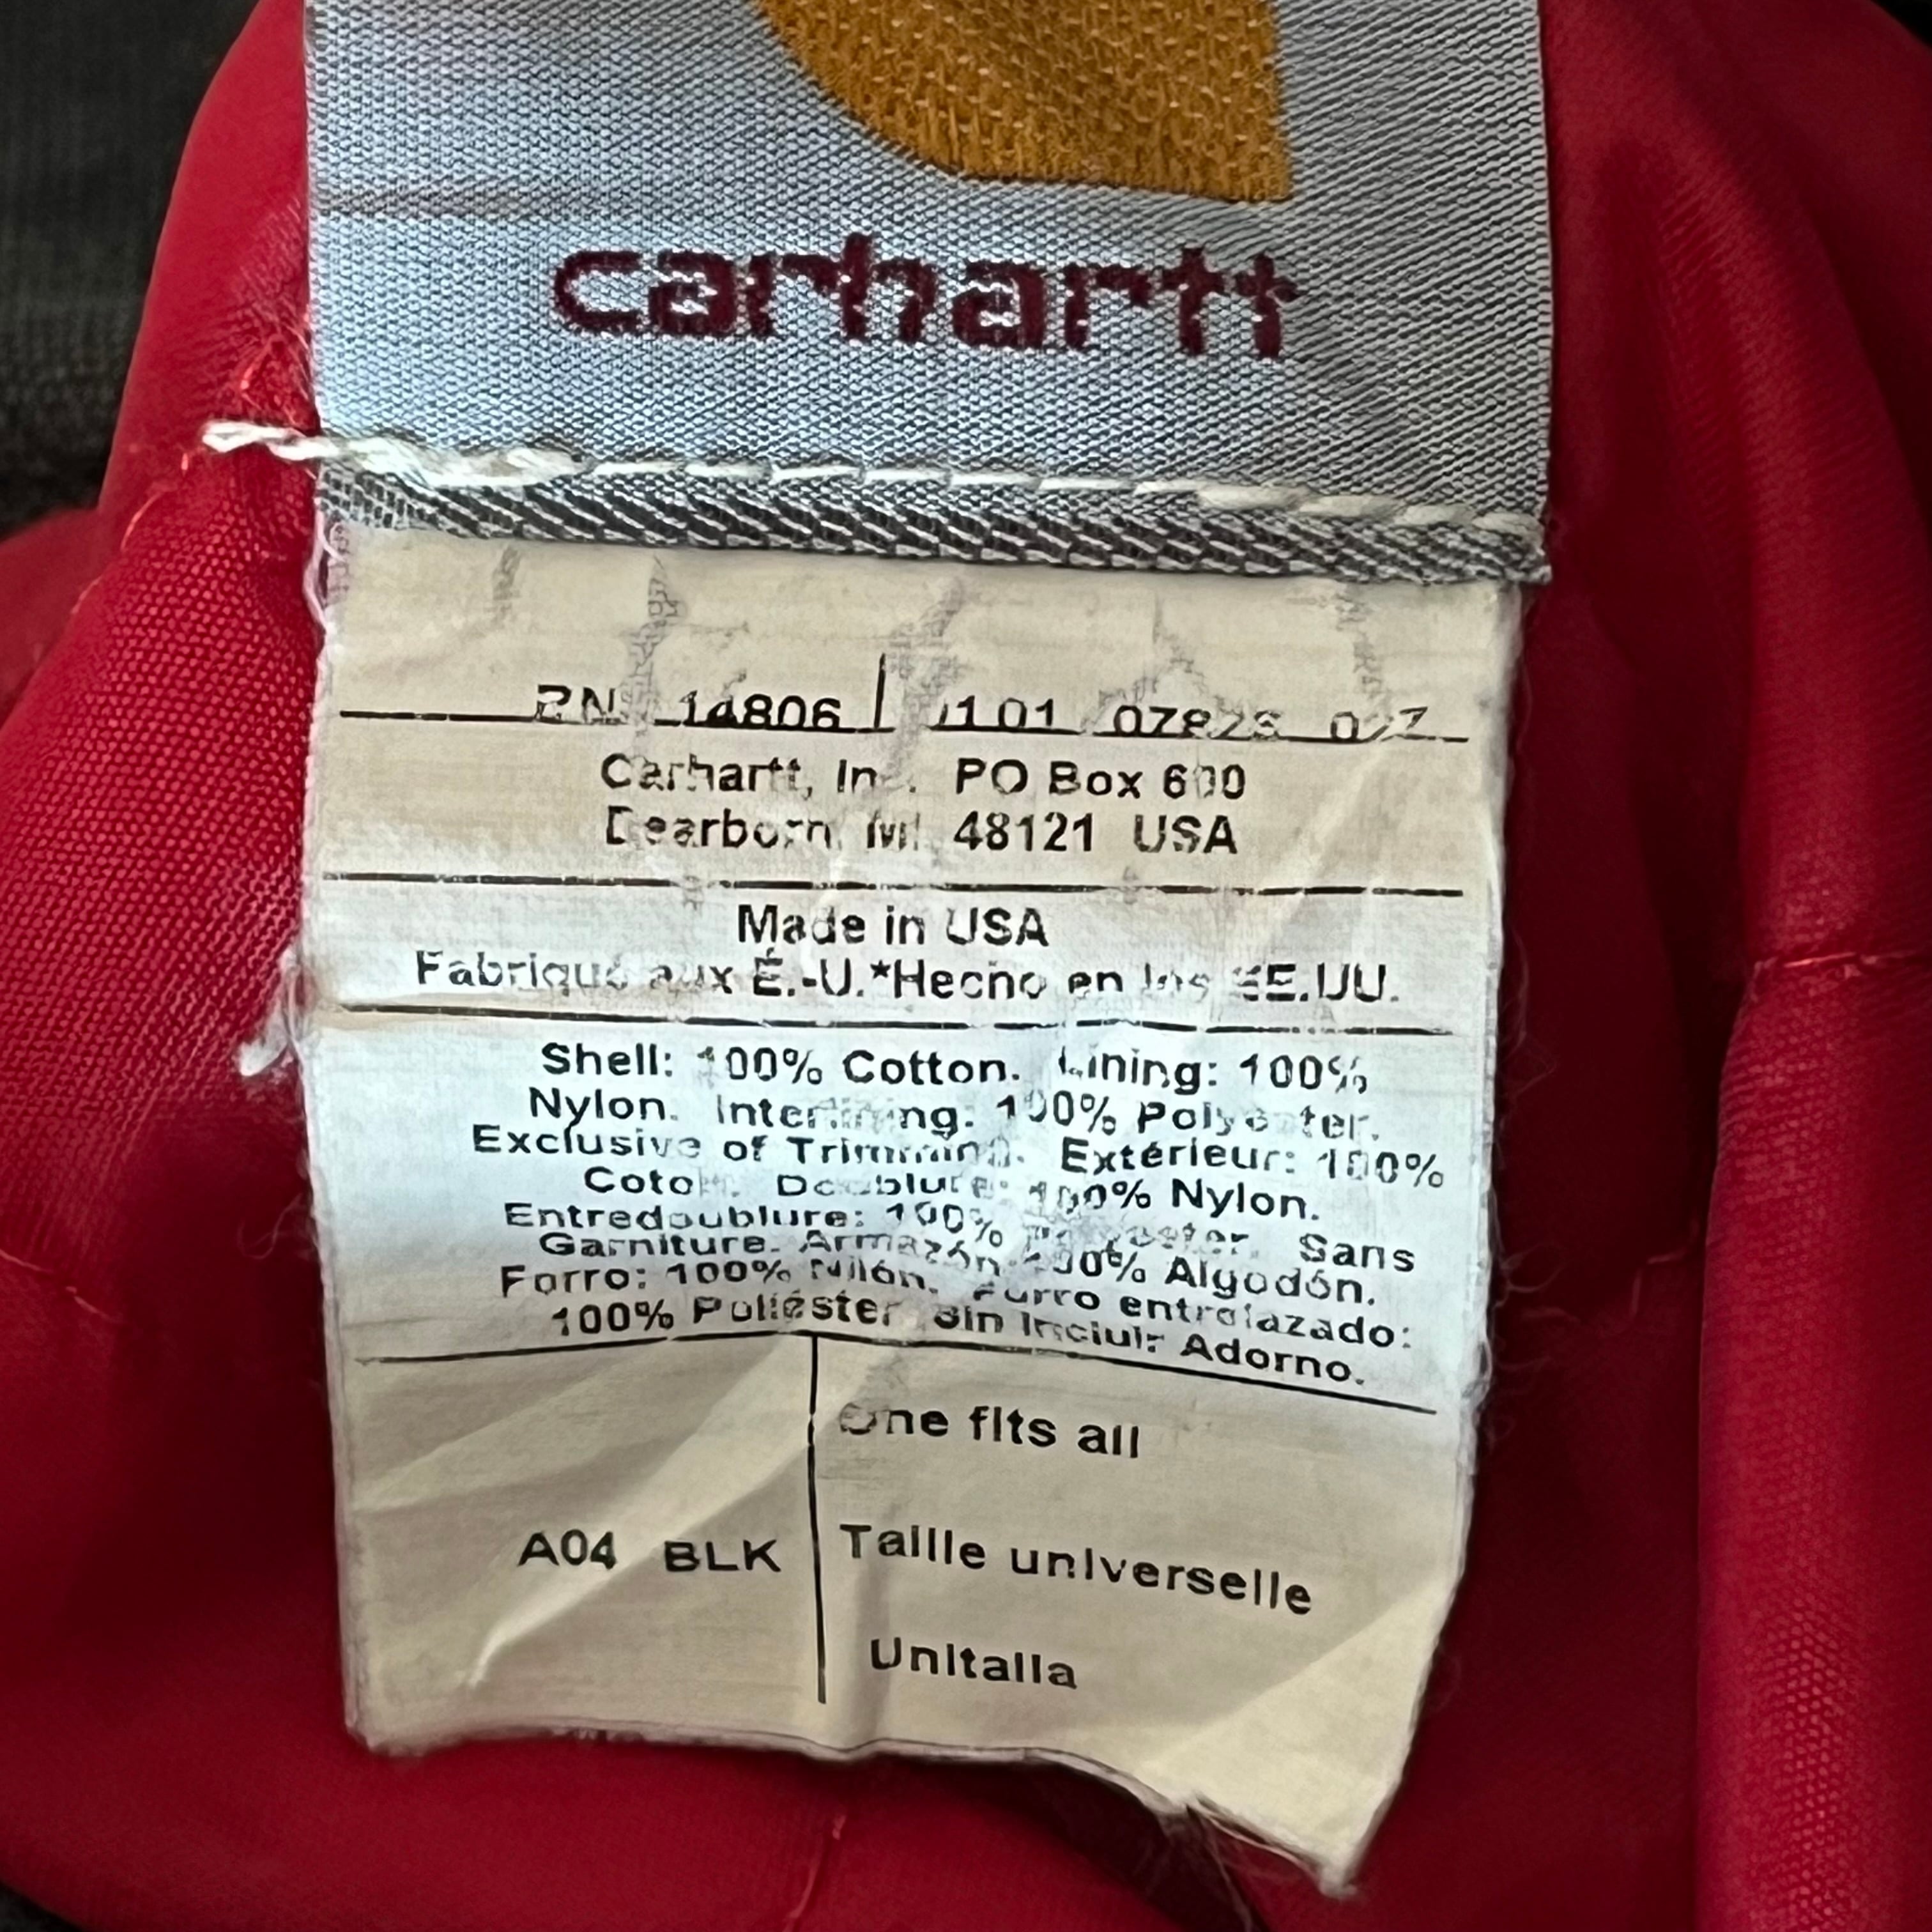 carhartt
RN 14806 101
Carhartt, Inc. PO Box 600
Dearborn, MI 48121 USA
Made in USA
Fabriqué aux É.-U.*Hecho en los EE.UU.
Shell: 100% Cotton. Lining: 100%
Nylon. Interlining: 100% Polyester.
Exclusive of Trimming. Extérieur: 100%
Coton. Doublure: 100% Nylon.
Entredoublure: 100% Polyester. Sans
Garniture. Armazón: 100% Algodón.
Forro: 100% Nilón. Forro entrelazado:
100% Poliéster Sin Incluir Adorno.
One fits all
A04 BLK
Taille universelle
Unitalla